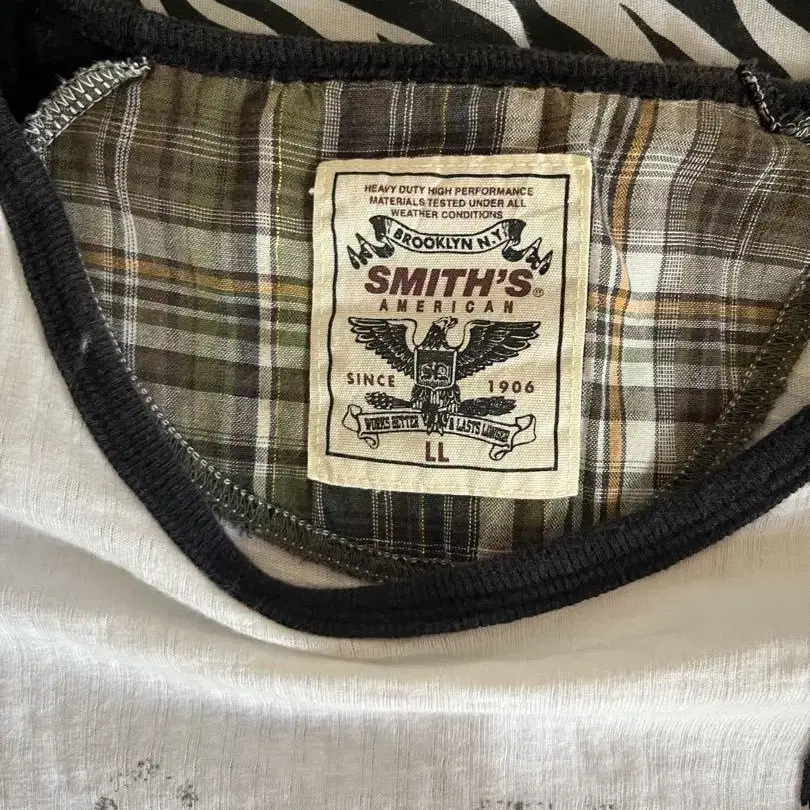 HEAVY DUTY HIGH PERFORMANCE
MATERIALS TESTED UNDER ALL
WEATHER CONDITIONS
BROOKLYN N.Y
SMITH'S®
AMERICAN
SINCE 1906
WORKS BETTER & LASTS LONGER
LL